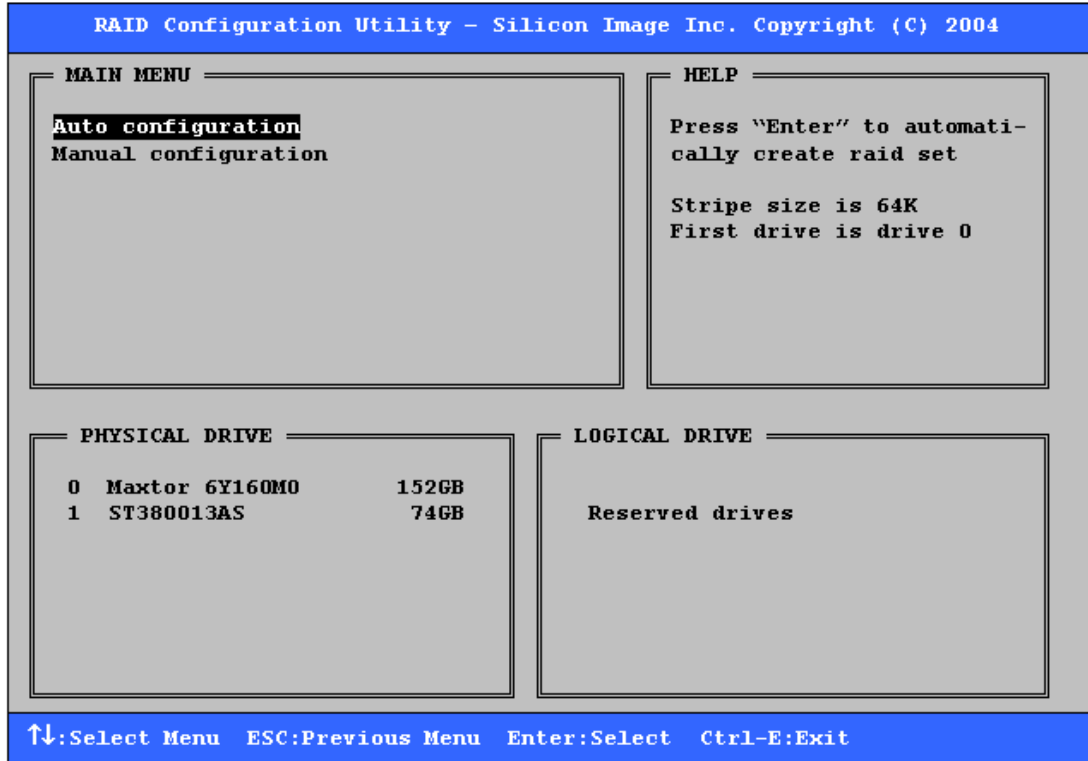 RAID Configuration Utility - Silicon Image Inc. Copyright (C) 2004
MAIN MENU
Auto configuration
Manual configuration
HELP
Press “Enter” to automati-
cally create raid set
Stripe size is 64K
First drive is drive 0
PHYSICAL DRIVE
0 Maxtor 6Y160M0 152GB
1 ST380013AS 74GB
LOGICAL DRIVE
Reserved drives
↑↓:Select Menu ESC:Previous Menu Enter:Select Ctrl-E:Exit